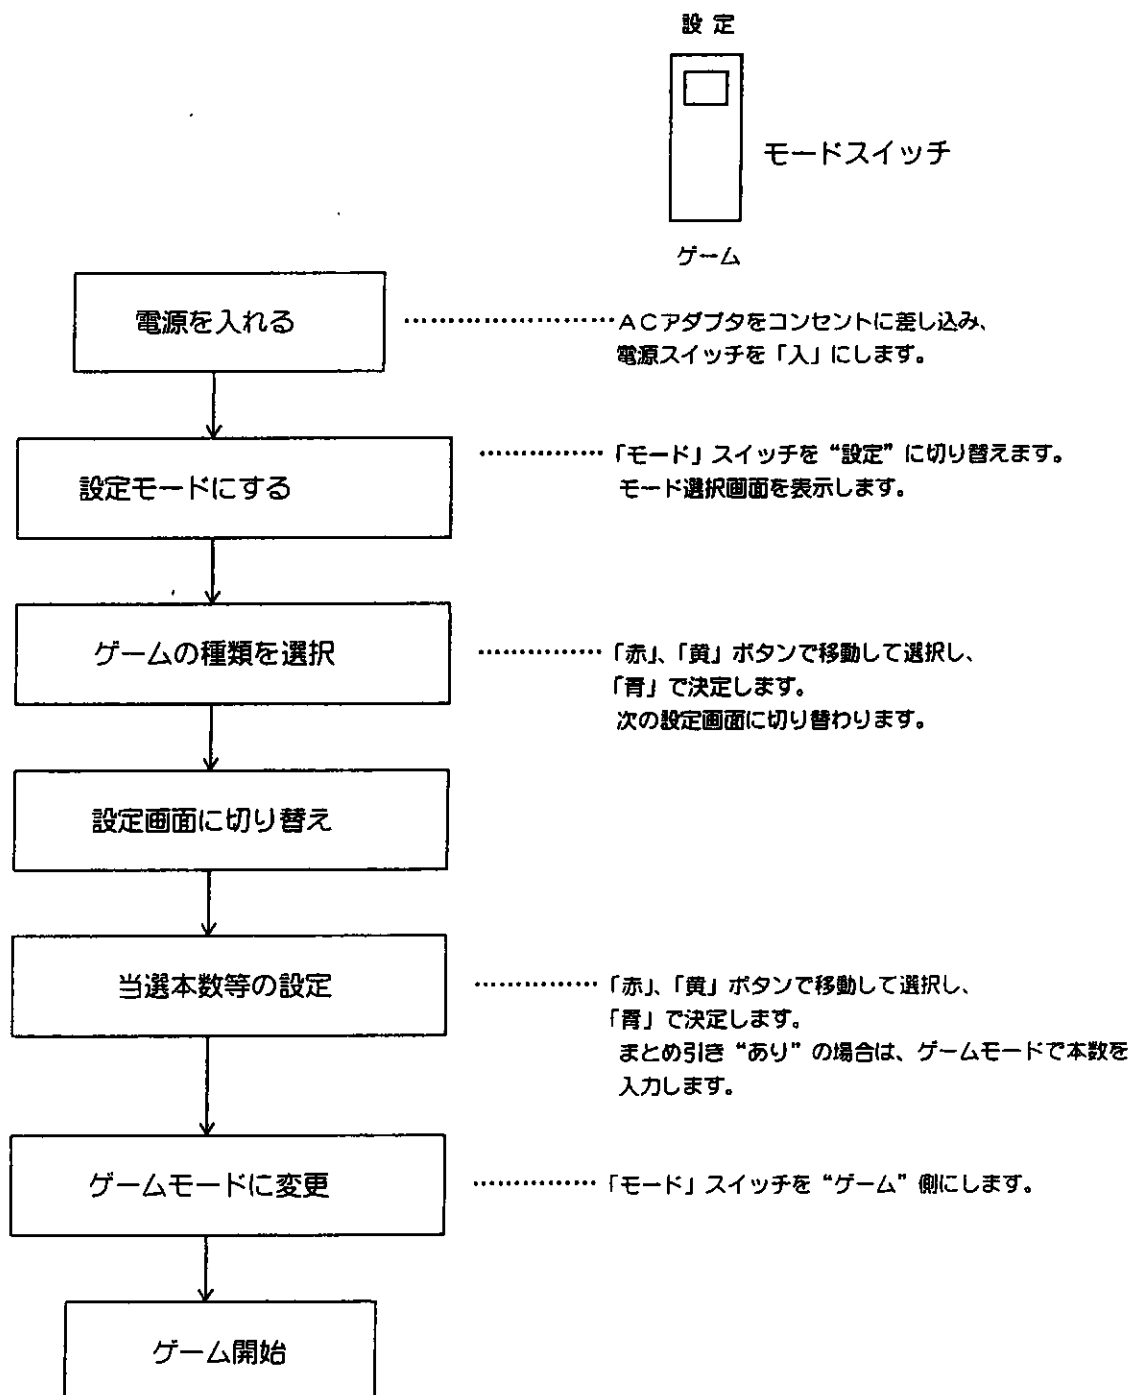 設定
モードスイッチ
ゲーム
電源を入れる
……………………ACアダプタをコンセントに差し込み、
電源スイッチを「入」にします。
設定モードにする
……………「モード」スイッチを“設定”に切り替えます。
モード選択画面を表示します。
ゲームの種類を選択
……………「赤」、「黄」ボタンで移動して選択し、
「青」で決定します。
次の設定画面に切り替わります。
設定画面に切り替え
当選本数等の設定
……………「赤」、「黄」ボタンで移動して選択し、
「青」で決定します。
まとめ引き“あり”の場合は、ゲームモードで本数を
入力します。
ゲームモードに変更
……………「モード」スイッチを“ゲーム”側にします。
ゲーム開始